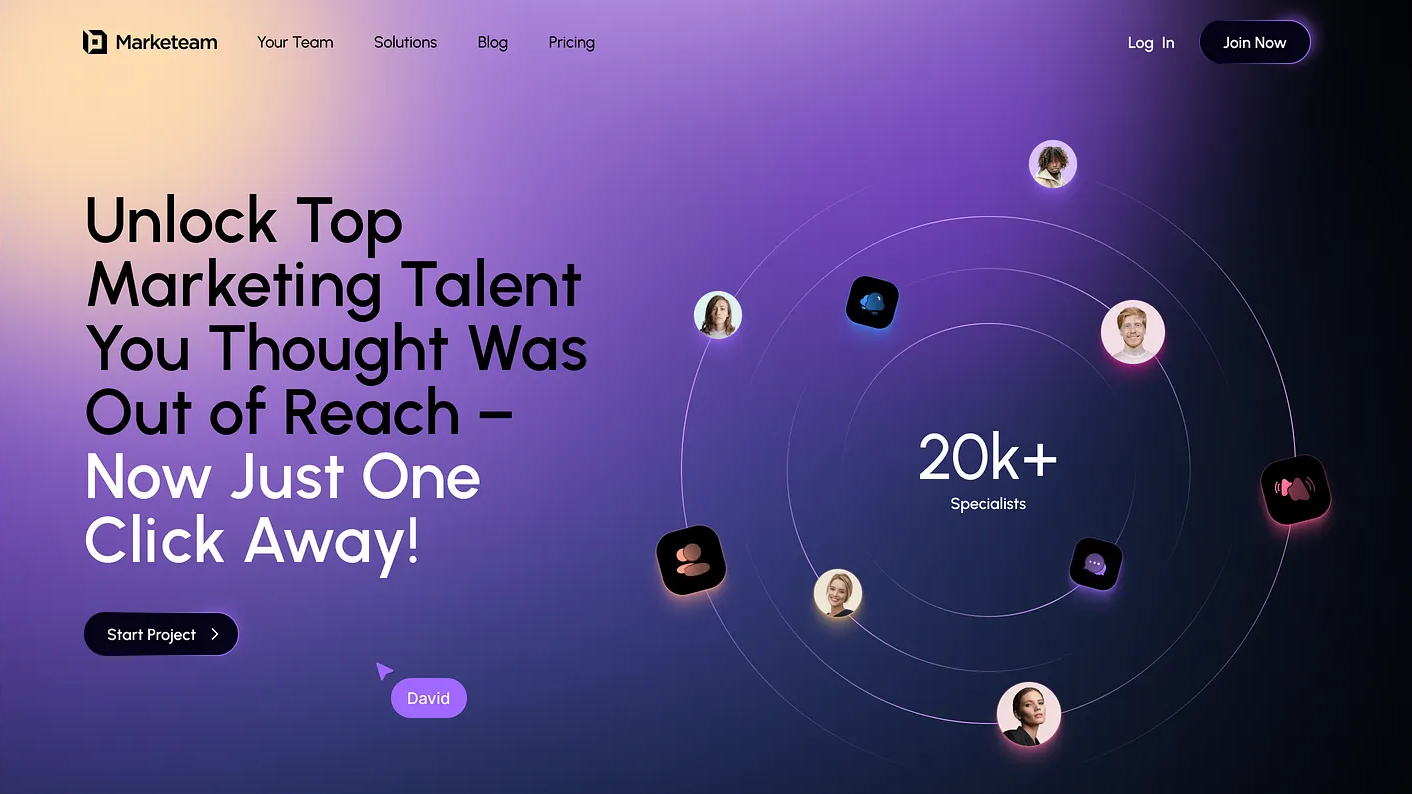 Marketeam
Your Team
Solutions
Blog
Pricing
Log In
Join Now
Unlock Top
Marketing Talent
You Thought Was
Out of Reach –
Now Just One
Click Away!
Start Project
David
20k+
Specialists